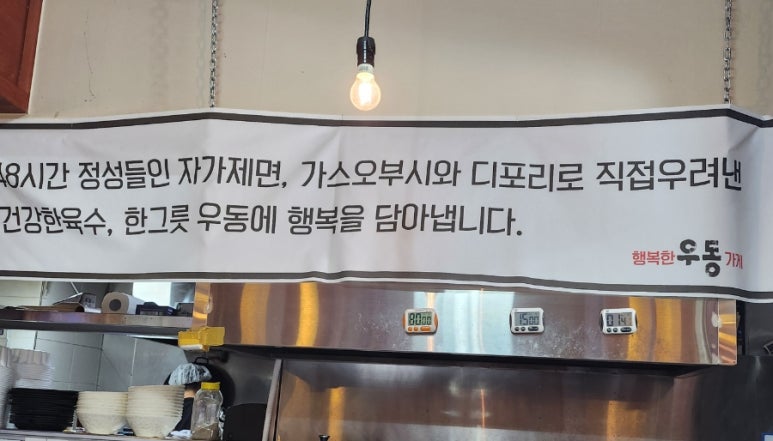 48시간 정성들인 자가제면, 가스오부시와 디포리로 직접우려낸
건강한육수, 한그릇 우동에 행복을 담아냅니다.
행복한 우동 가게